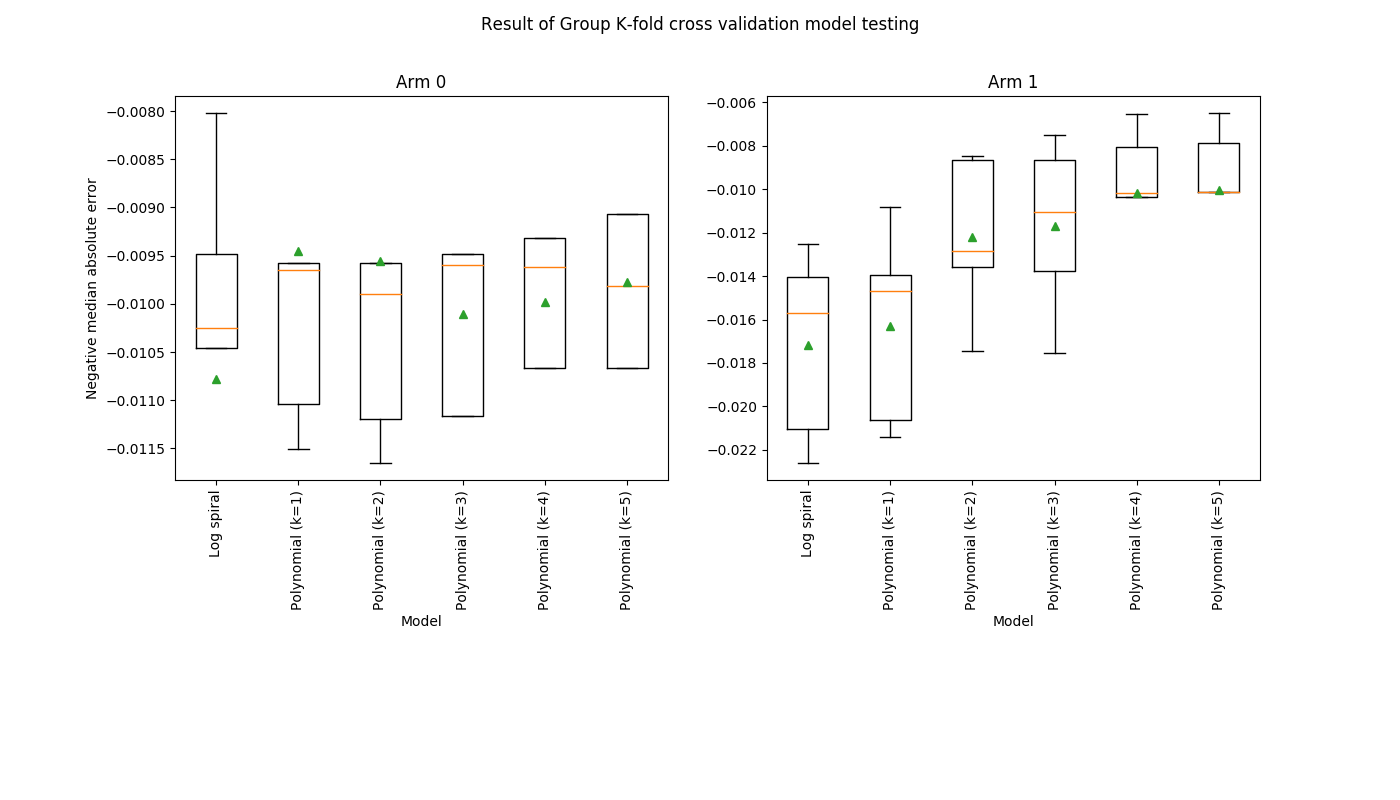 Result of Group K-fold cross validation model testing
Arm 0
Negative median absolute error
−0.0080
−0.0085
−0.0090
−0.0095
−0.0100
−0.0105
−0.0110
−0.0115
Log spiral
Polynomial (k=1)
Polynomial (k=2)
Polynomial (k=3)
Polynomial (k=4)
Polynomial (k=5)
Model
Arm 1
−0.006
−0.008
−0.010
−0.012
−0.014
−0.016
−0.018
−0.020
−0.022
Log spiral
Polynomial (k=1)
Polynomial (k=2)
Polynomial (k=3)
Polynomial (k=4)
Polynomial (k=5)
Model